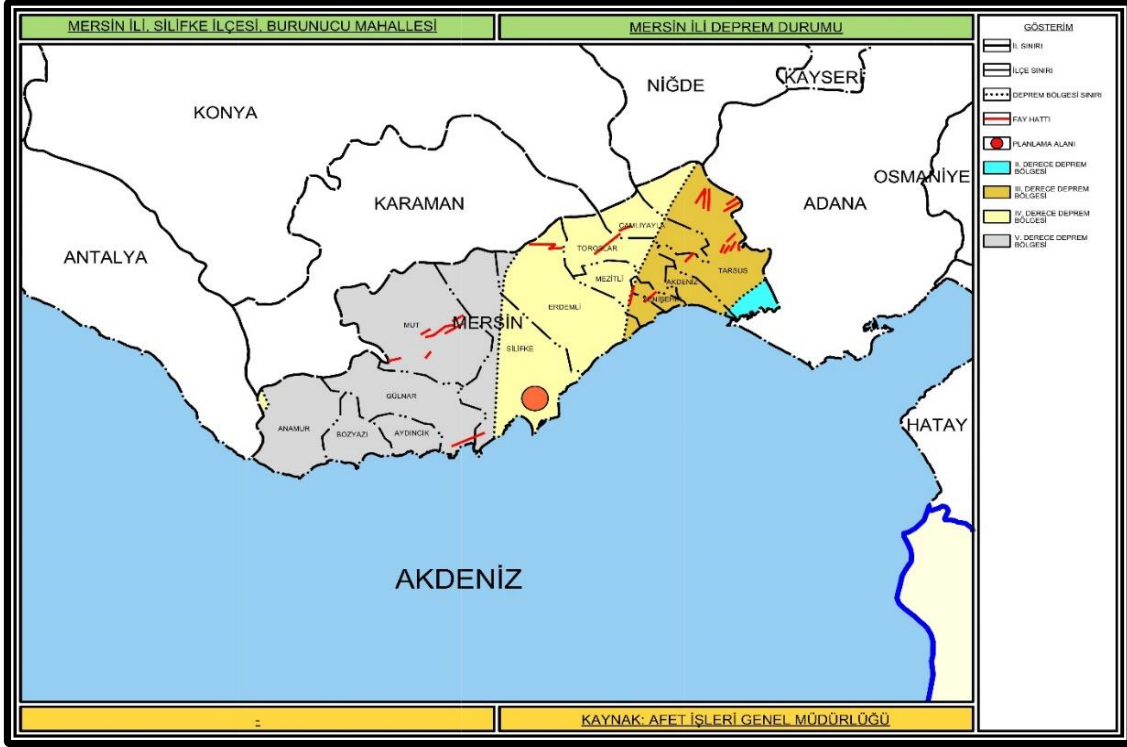 MERSİN İLİ, SİLİFKE İLÇESİ, BURUNUCU MAHALLESİ
MERSİN İLİ DEPREM DURUMU
GÖSTERİM
İL SINIRI
İLÇE SINIRI
DEPREM BÖLGESİ SINIRI
FAY HATTI
PLANLAMA ALANI
II. DERECE DEPREM
BÖLGESİ
III. DERECE DEPREM
BÖLGESİ
IV. DERECE DEPREM
BÖLGESİ
V. DERECE DEPREM
BÖLGESİ
KONYA
NİĞDE
KAYSERİ
OSMANİYE
KARAMAN
ADANA
ANTALYA
ÇAMLIYAYLA
TOROSLAR
MEZİTLİ
AKDENİZ
TARSUS
YENİŞEHİR
ERDEMLİ
MUT
MERSİN
SİLİFKE
GÜLNAR
ANAMUR
BOZYAZI
AYDINCIK
HATAY
AKDENİZ
-
KAYNAK: AFET İŞLERİ GENEL MÜDÜRLÜĞÜ